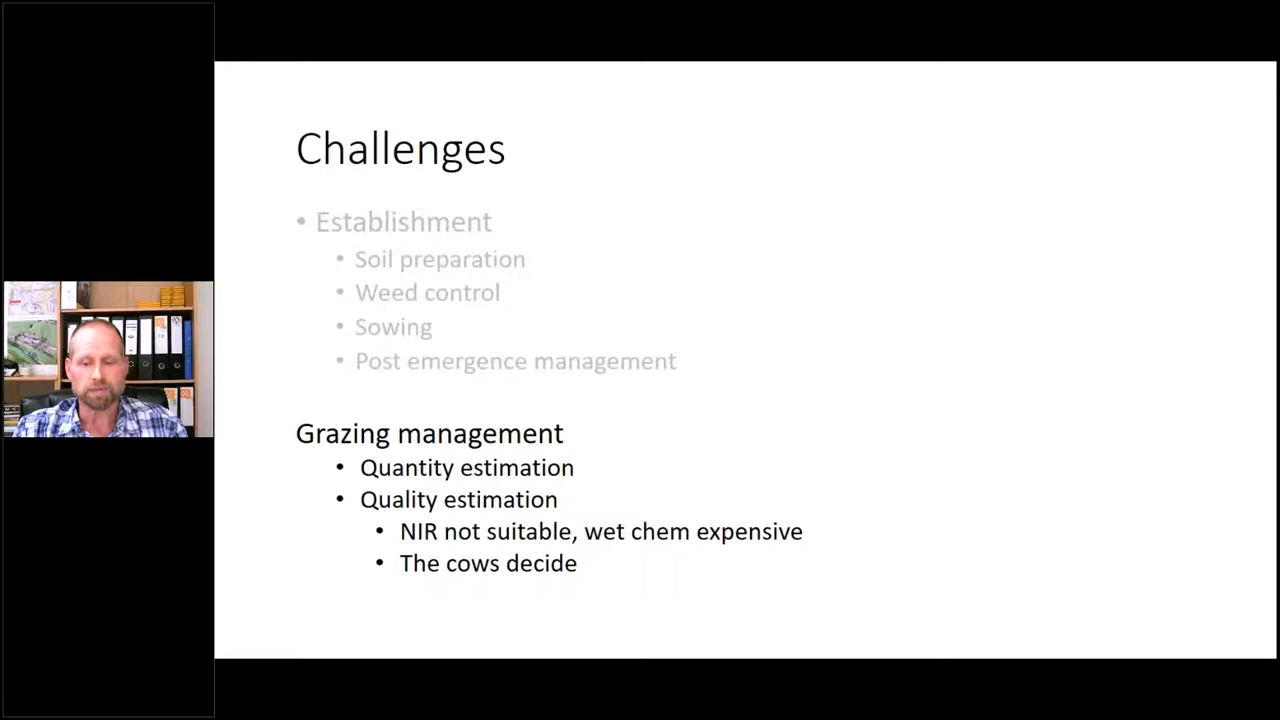 Challenges
• Establishment
• Soil preparation
• Weed control
• Sowing
• Post emergence management
Grazing management
• Quantity estimation
• Quality estimation
• NIR not suitable, wet chem expensive
• The cows decide